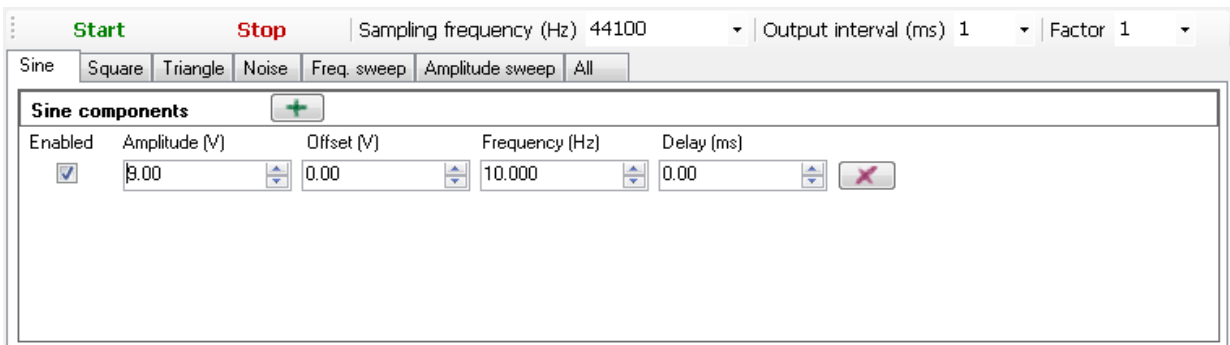 Start Stop Sampling frequency (Hz) 44100 Output interval (ms) 1 Factor 1
Sine Square Triangle Noise Freq. sweep Amplitude sweep All
Sine components
Enabled Amplitude (V) Offset (V) Frequency (Hz) Delay (ms)
9.00 0.00 10.000 0.00